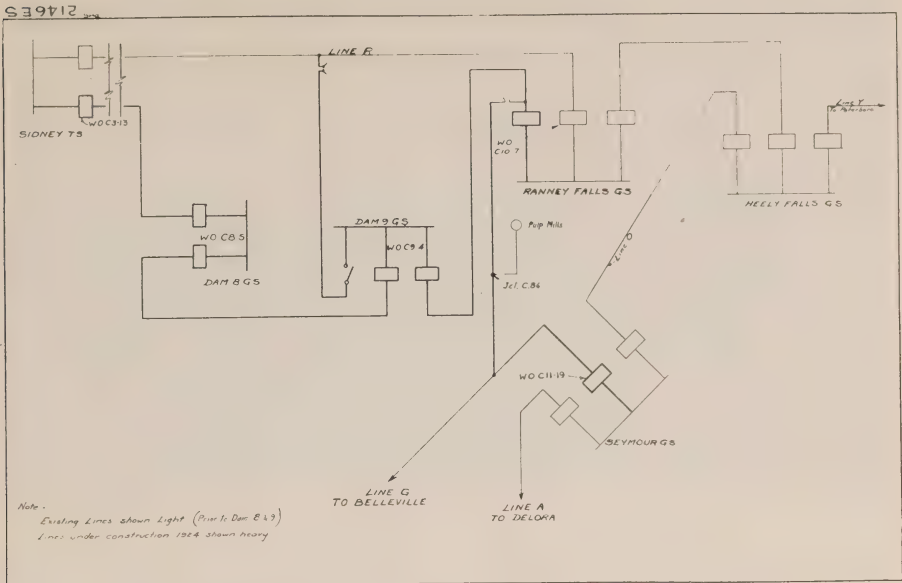 21146ES
LINE R
SIDNEY TS
WO C3-13
WO C8-5
DAM 8 GS
DAM 9 GS
WO C9-4
WO
C10-7
RANNEY FALLS GS
Line Y
To Peterboro
HEELY FALLS GS
Pulp Mills
Jct. C.86
Line O
WO C11-19
SEYMOUR GS
LINE G
TO BELLEVILLE
LINE A
TO DELORA
Note -
Existing Lines shown Light (Prior to Dam 8 & 9)
Lines under construction 1924 shown heavy